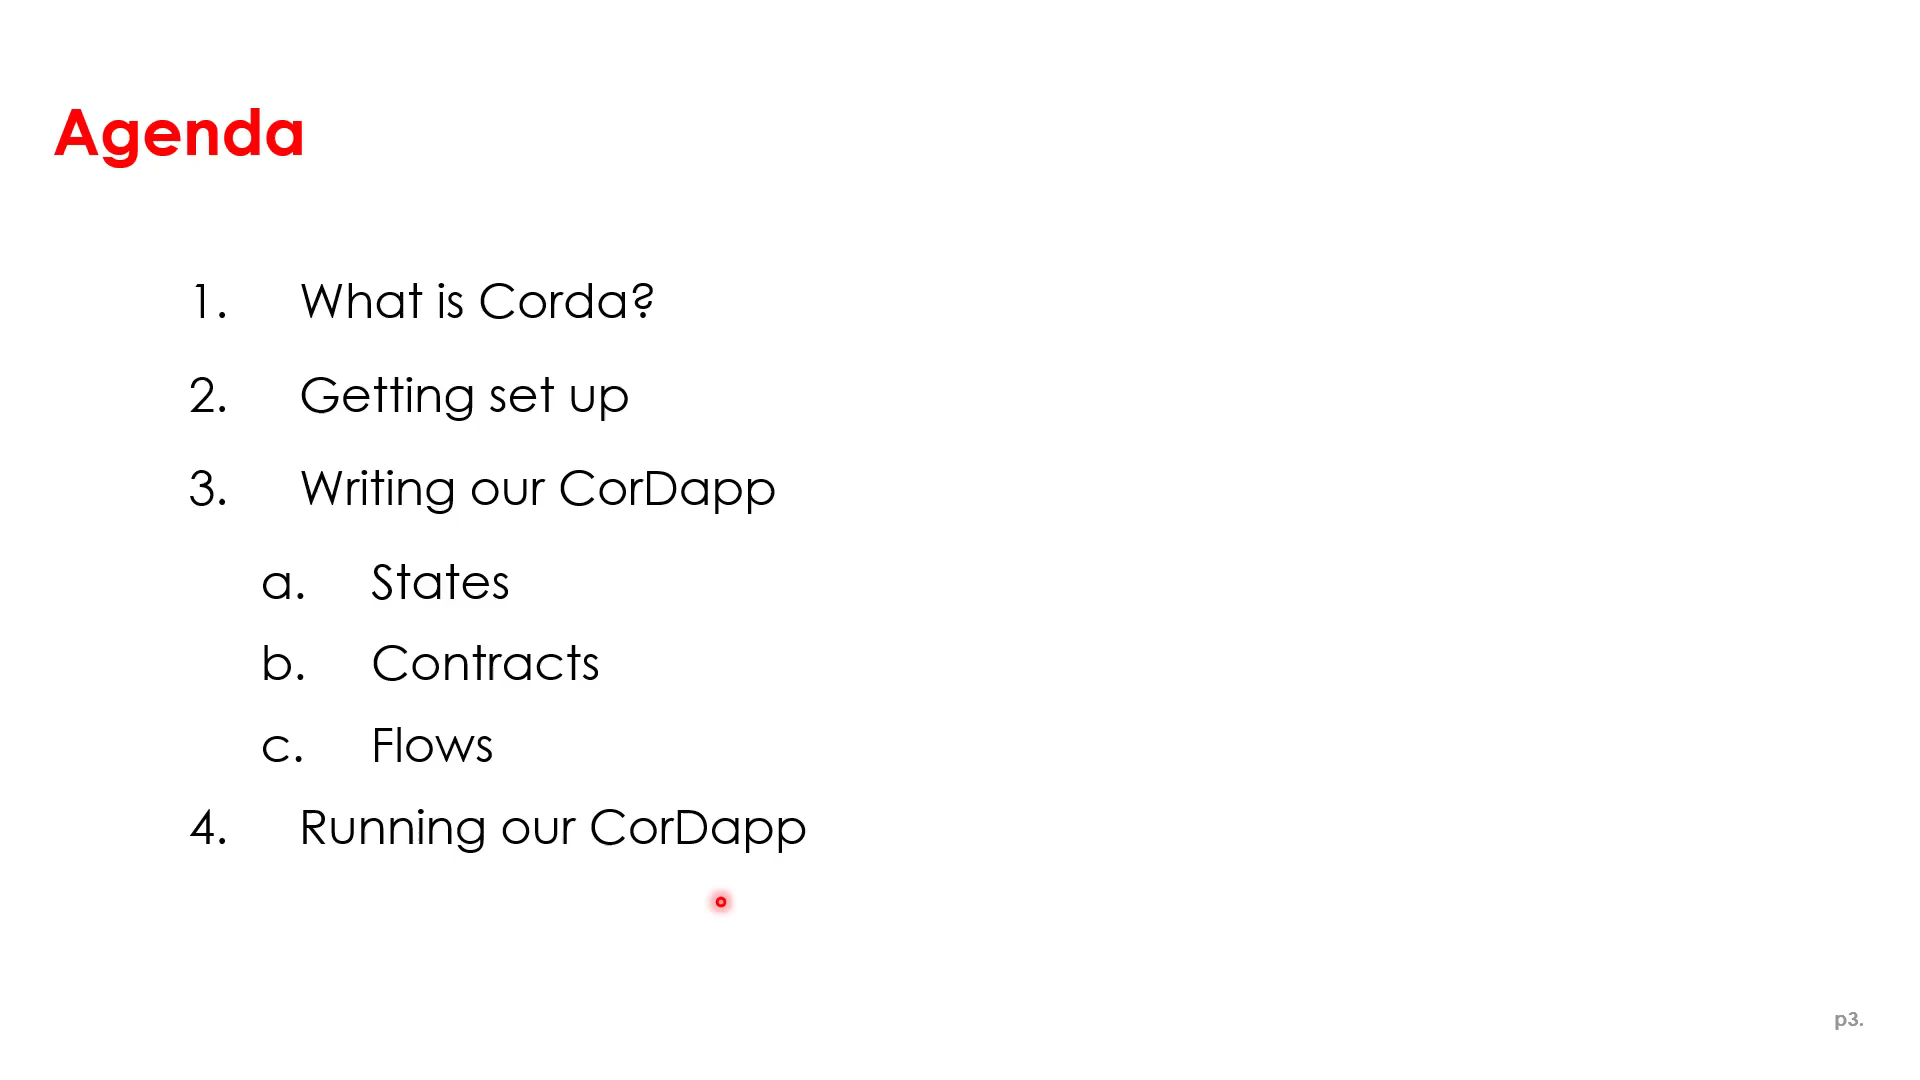 Agenda
1. What is Corda?
2. Getting set up
3. Writing our CorDapp
a. States
b. Contracts
c. Flows
4. Running our CorDapp
p3.